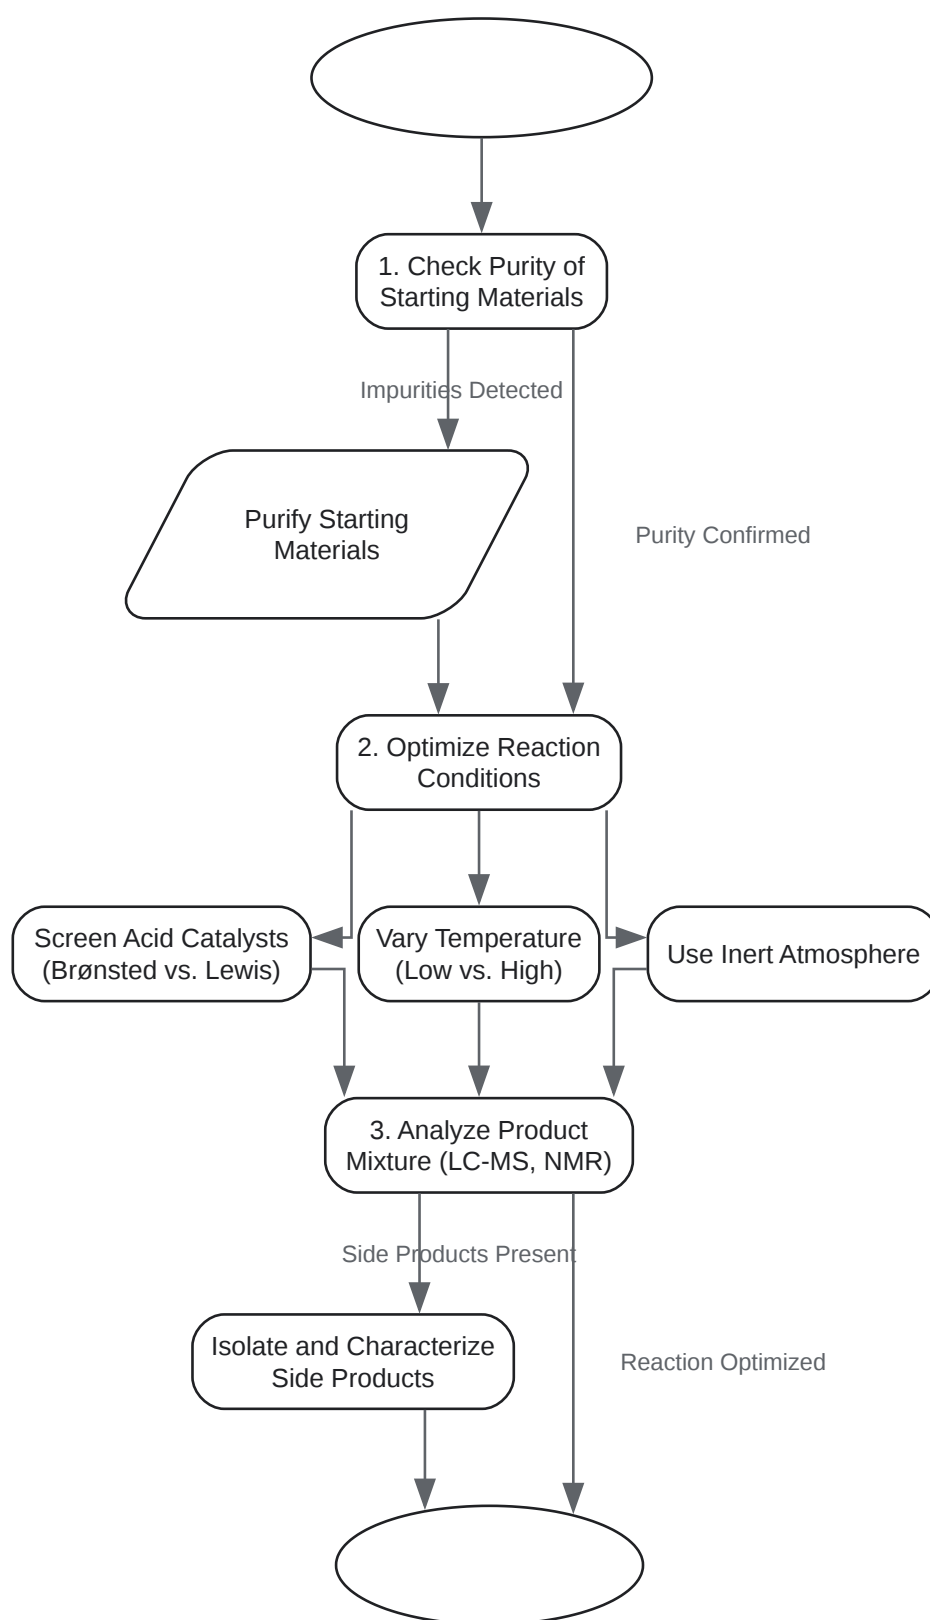 1. Check Purity of
Starting Materials
Impurities Detected
Purify Starting
Materials
Purity Confirmed
2. Optimize Reaction
Conditions
Screen Acid Catalysts
(Brønsted vs. Lewis)
Vary Temperature
(Low vs. High)
Use Inert Atmosphere
3. Analyze Product
Mixture (LC-MS, NMR)
Side Products Present
Isolate and Characterize
Side Products
Reaction Optimized